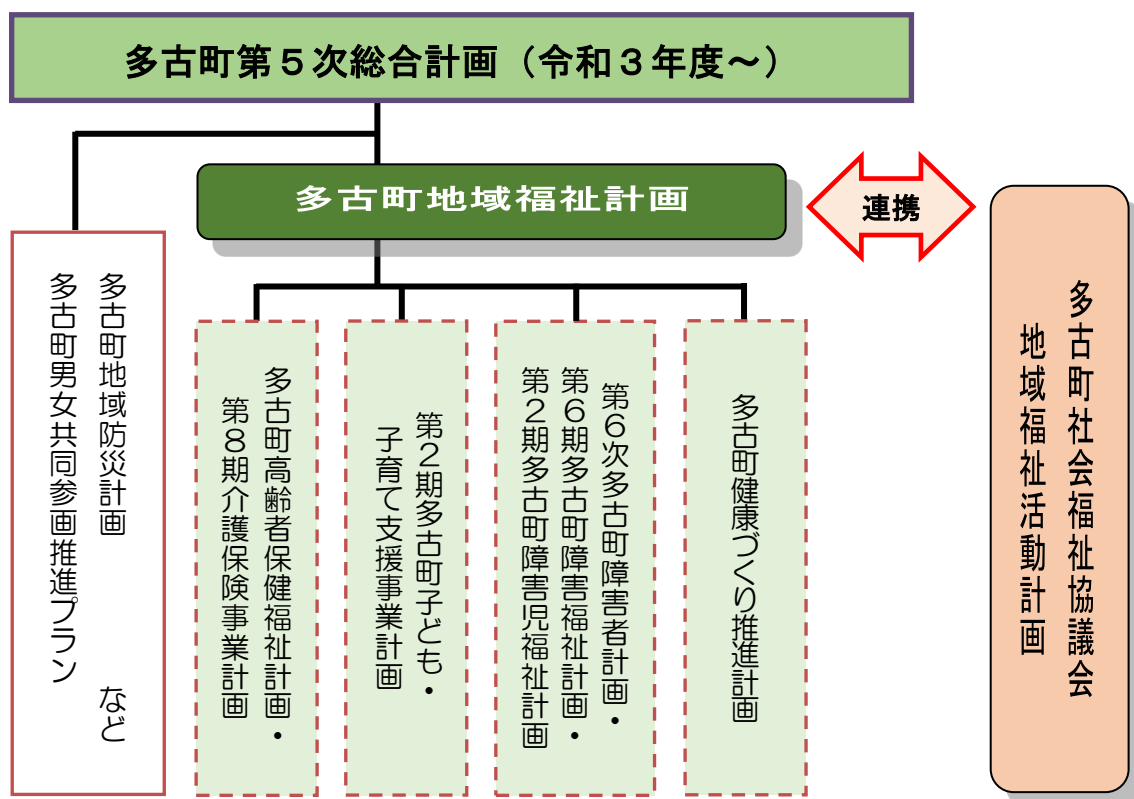 多古町第５次総合計画（令和３年度～）
多古町地域福祉計画
連携
多古町地域防災計画
多古町男女共同参画推進プラン
など
多古町高齢者保健福祉計画・
第８期介護保険事業計画
第２期多古町子ども・
子育て支援事業計画
第６次多古町障害者計画・
第６期多古町障害福祉計画・
第２期多古町障害児福祉計画
多古町健康づくり推進計画
多古町社会福祉協議会
地域福祉活動計画